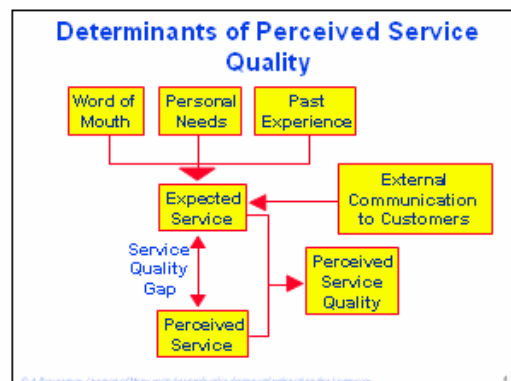 Determinants of Perceived Service
Quality
Word of
Mouth
Personal
Needs
Past
Experience
Expected
Service
External
Communication
to Customers
Service
Quality
Gap
Perceived
Service
Quality
Perceived
Service